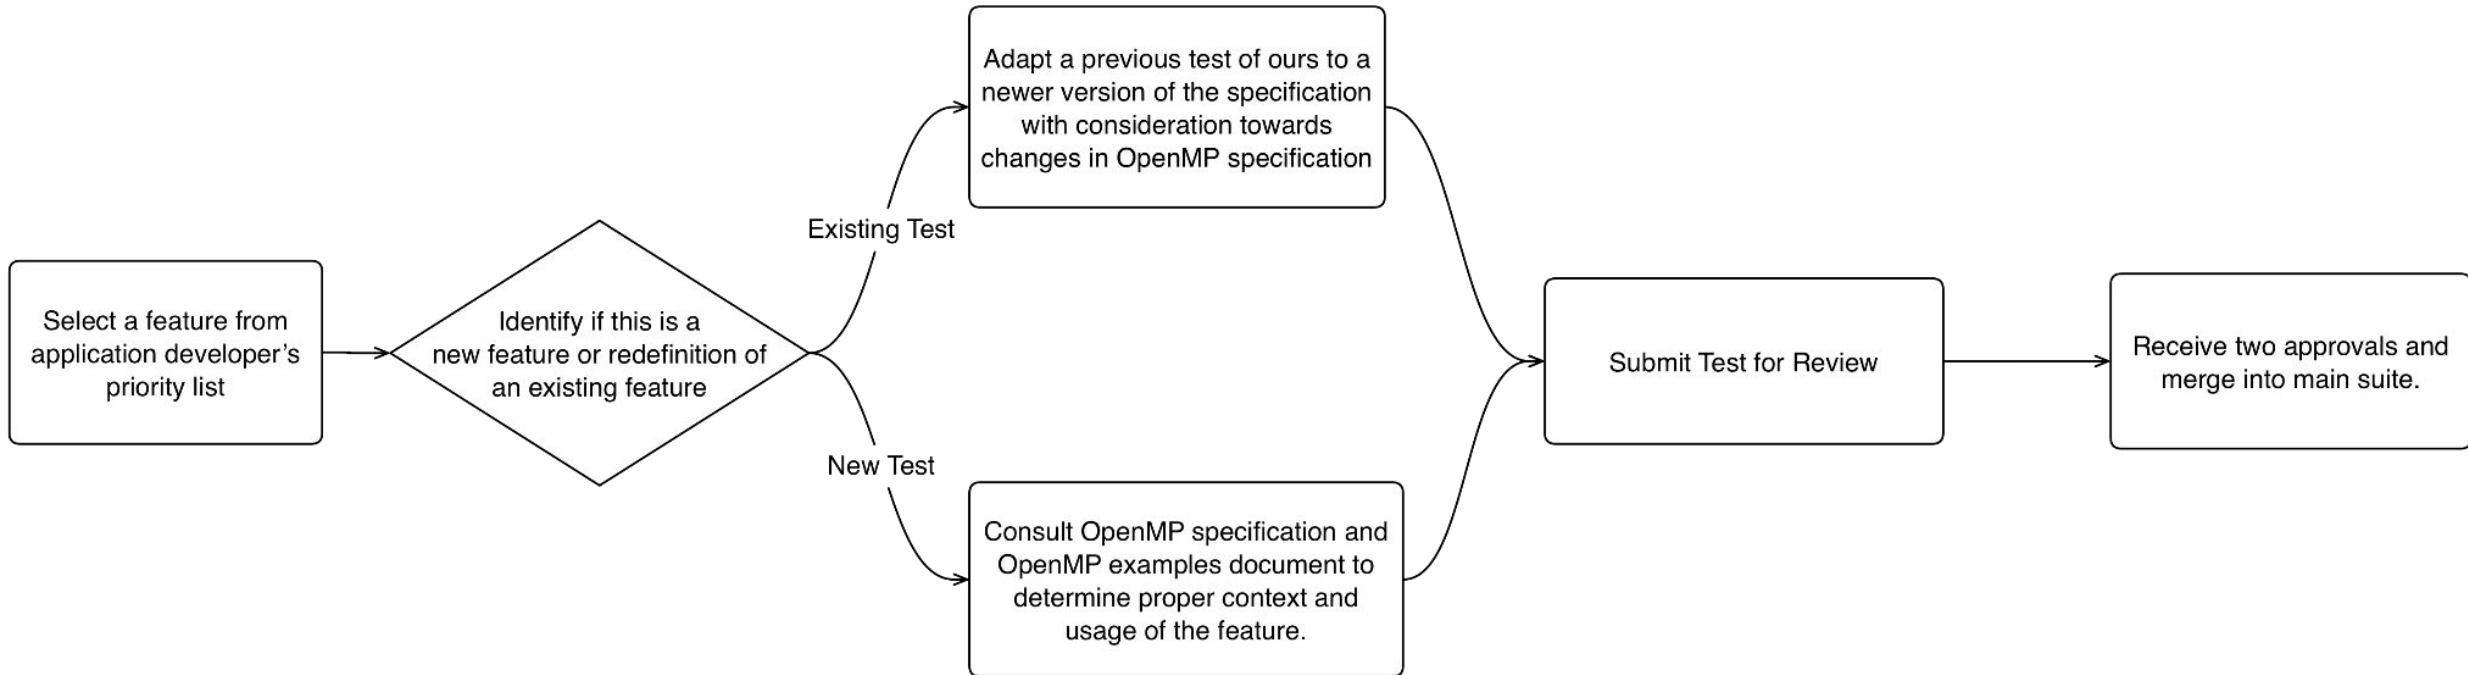 Select a feature from
application developer’s
priority list
Identify if this is a
new feature or redefinition of
an existing feature
Existing Test
Adapt a previous test of ours to a
newer version of the specification
with consideration towards
changes in OpenMP specification
New Test
Consult OpenMP specification and
OpenMP examples document to
determine proper context and
usage of the feature.
Submit Test for Review
Receive two approvals and
merge into main suite.